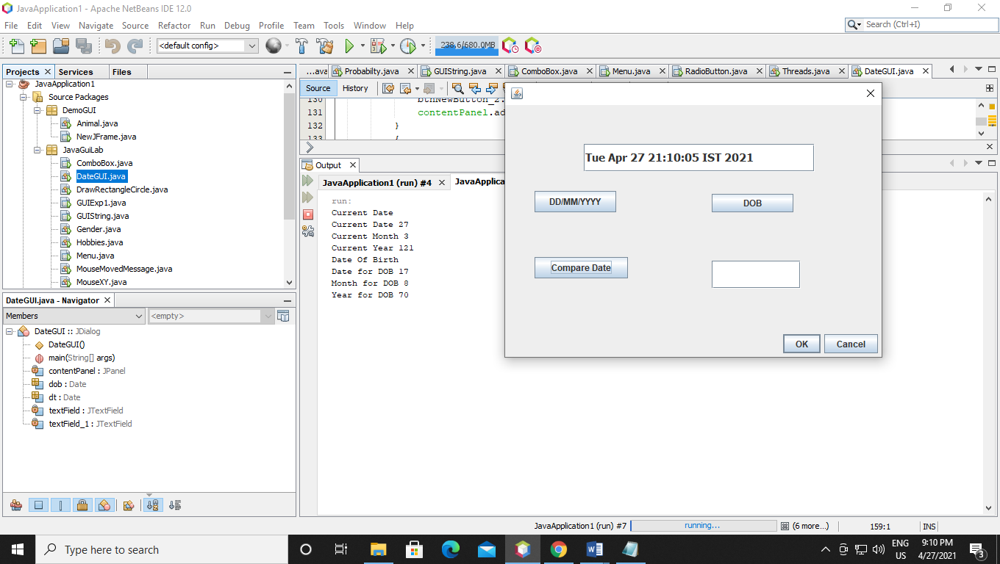 JavaApplication1 - Apache NetBeans IDE 12.0
File Edit View Navigate Source Refactor Run Debug Profile Team Tools Window Help
Search (Ctrl+I)
<default config>
238.6/680.0MB
Projects Services Files
...ava Probabilty.java GUIString.java ComboBox.java Menu.java RadioButton.java Threads.java DateGUI.java
Source History
130 btnNewButton_2.
131 contentPanel.ad
132 }
133 {
JavaApplication1
Source Packages
DemoGUI
Animal.java
NewJFrame.java
JavaGuiLab
ComboBox.java
DateGUI.java
DrawRectangleCircle.java
GUIExp1.java
GUIString.java
Gender.java
Hobbies.java
Menu.java
MouseMovedMessage.java
MouseXY.java
DateGUI.java - Navigator
Members <empty>
DateGUI :: JDialog
DateGUI()
main(String[] args)
contentPanel : JPanel
dob : Date
dt : Date
textField : JTextField
textField_1 : JTextField
Output
JavaApplication1 (run) #4 JavaApplica
run:
Current Date
Current Date 27
Current Month 3
Current Year 121
Date Of Birth
Date for DOB 17
Month for DOB 8
Year for DOB 70
Tue Apr 27 21:10:05 IST 2021
DD/MM/YYYY DOB
Compare Date
OK Cancel
JavaApplication1 (run) #7 running... (6 more...) 159:1 INS
Type here to search
ENG
US
9:10 PM
4/27/2021
3